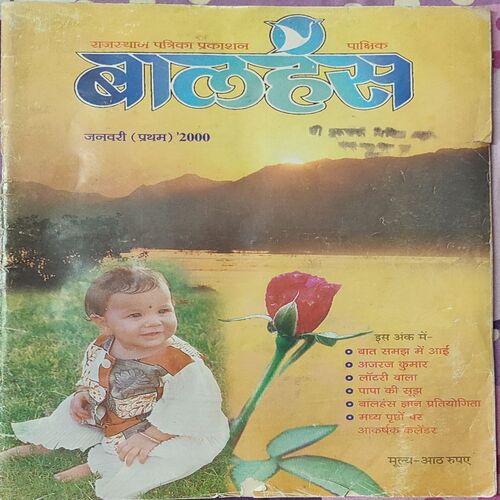 राजस्थान पत्रिका प्रकाशन पाक्षिक
बालहंस
जनवरी (प्रथम) '2000
इस अंक में-
बात समझ में आई
अजरज कुमार
लॉटरी वाला
पापा की सूझ
बालहंस ज्ञान प्रतियोगिता
मध्य पृष्ठों पर
आकर्षक कलेंडर
मूल्य-आठ रुपए